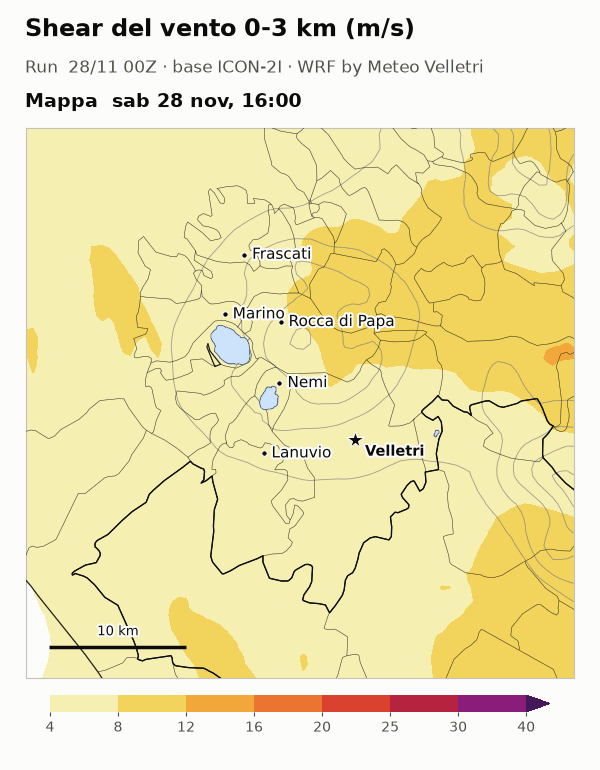 Shear del vento 0-3 km (m/s)
Run  28/11 00Z · base ICON-2I · WRF by Meteo Velletri
Mappa  sab 28 nov, 16:00
Frascati
Marino
Rocca di Papa
Nemi
Velletri
Lanuvio
10 km
4 8 12 16 20 25 30 40